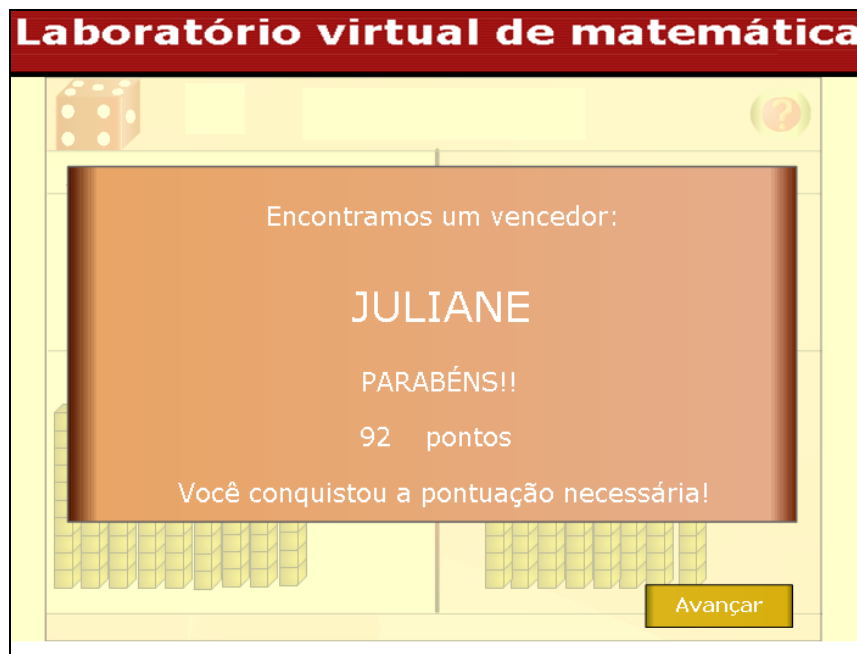 Laboratório virtual de matemática
?
Encontramos um vencedor:
JULIANE
PARABÉNS!!
92 pontos
Você conquistou a pontuação necessária!
Avançar